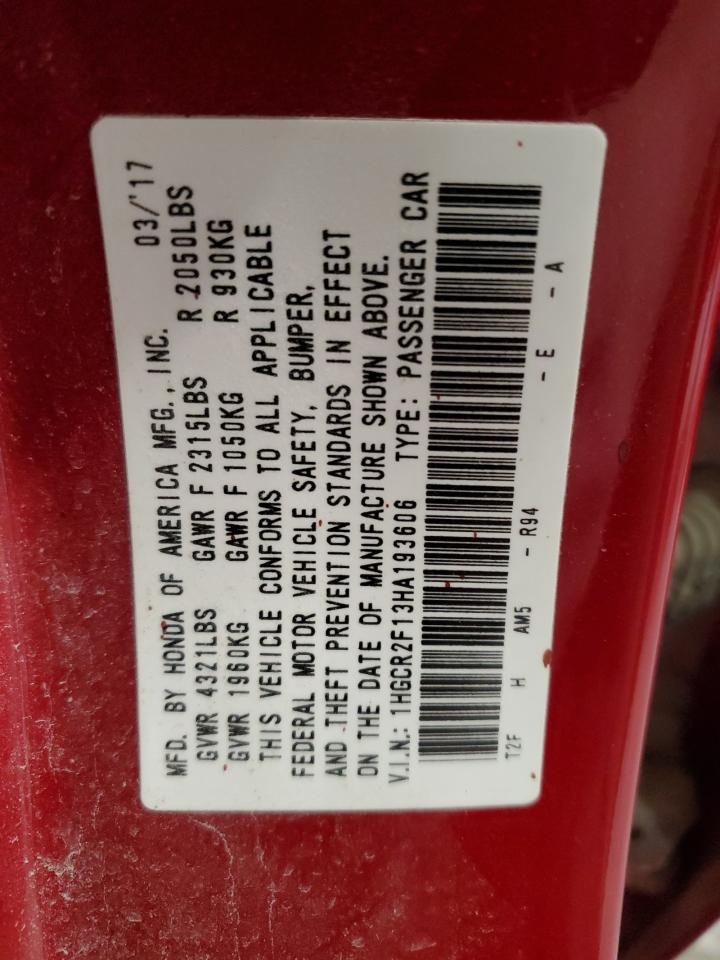 MFD. BY HONDA OF AMERICA MFG., INC. 03/'17
GVWR 4321LBS GAWR F 2315LBS R 2050LBS
GVWR 1960KG GAWR F 1050KG R 930KG
THIS VEHICLE CONFORMS TO ALL APPLICABLE
FEDERAL MOTOR VEHICLE SAFETY, BUMPER,
AND THEFT PREVENTION STANDARDS IN EFFECT
ON THE DATE OF MANUFACTURE SHOWN ABOVE.
V.I.N.: 1HGCR2F13HA193606 TYPE: PASSENGER CAR
T2F H AM5 - R94 - E - A